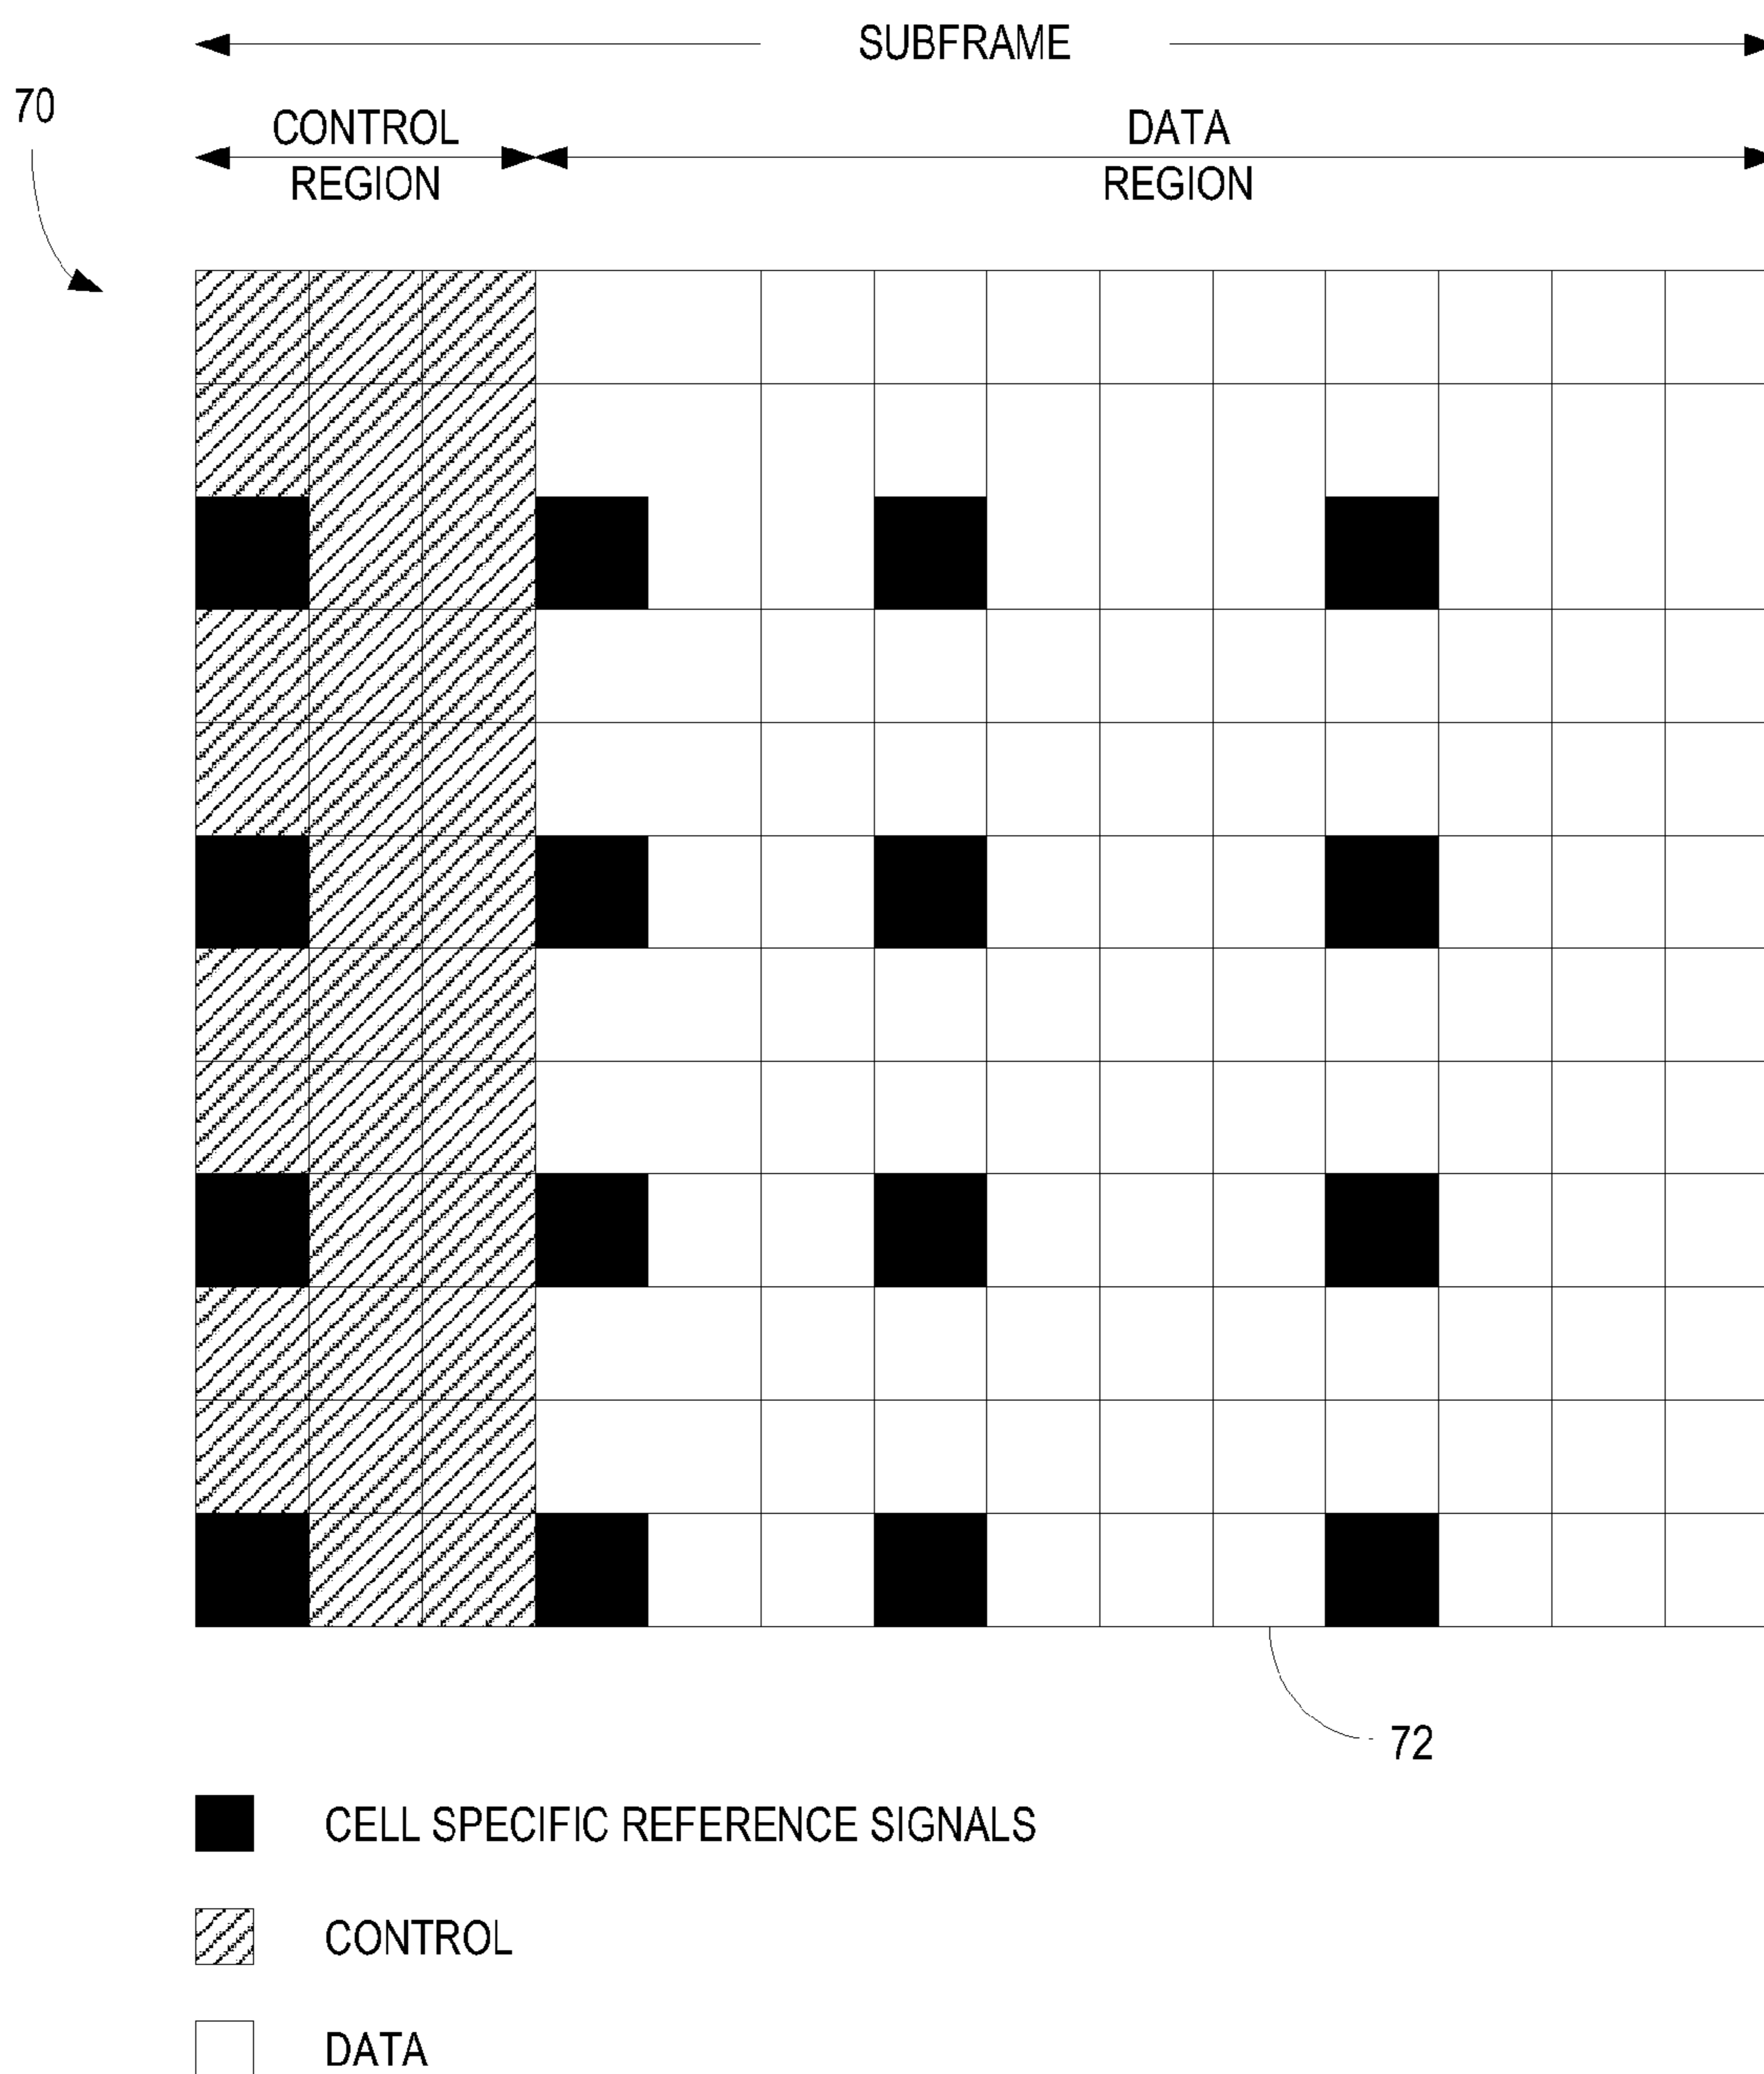 SUBFRAME
70
CONTROL
REGION
DATA
REGION
72
CELL SPECIFIC REFERENCE SIGNALS
CONTROL
DATA